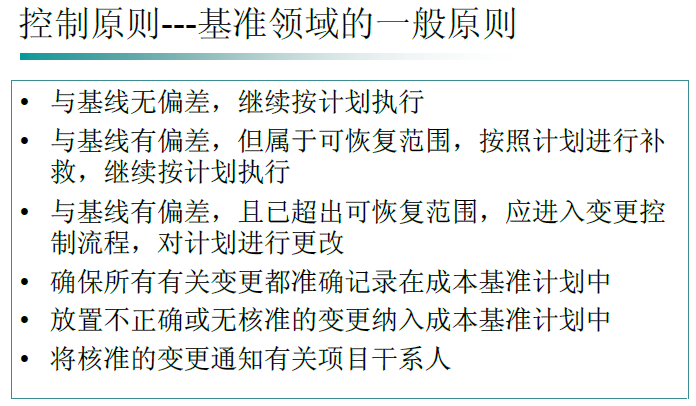 控制原则---基准领域的一般原则
• 与基线无偏差，继续按计划执行
• 与基线有偏差，但属于可恢复范围，按照计划进行补
救，继续按计划执行
• 与基线有偏差，且已超出可恢复范围，应进入变更控
制流程，对计划进行更改
• 确保所有有关变更都准确记录在成本基准计划中
• 放置不正确或无核准的变更纳入成本基准计划中
• 将核准的变更通知有关项目干系人